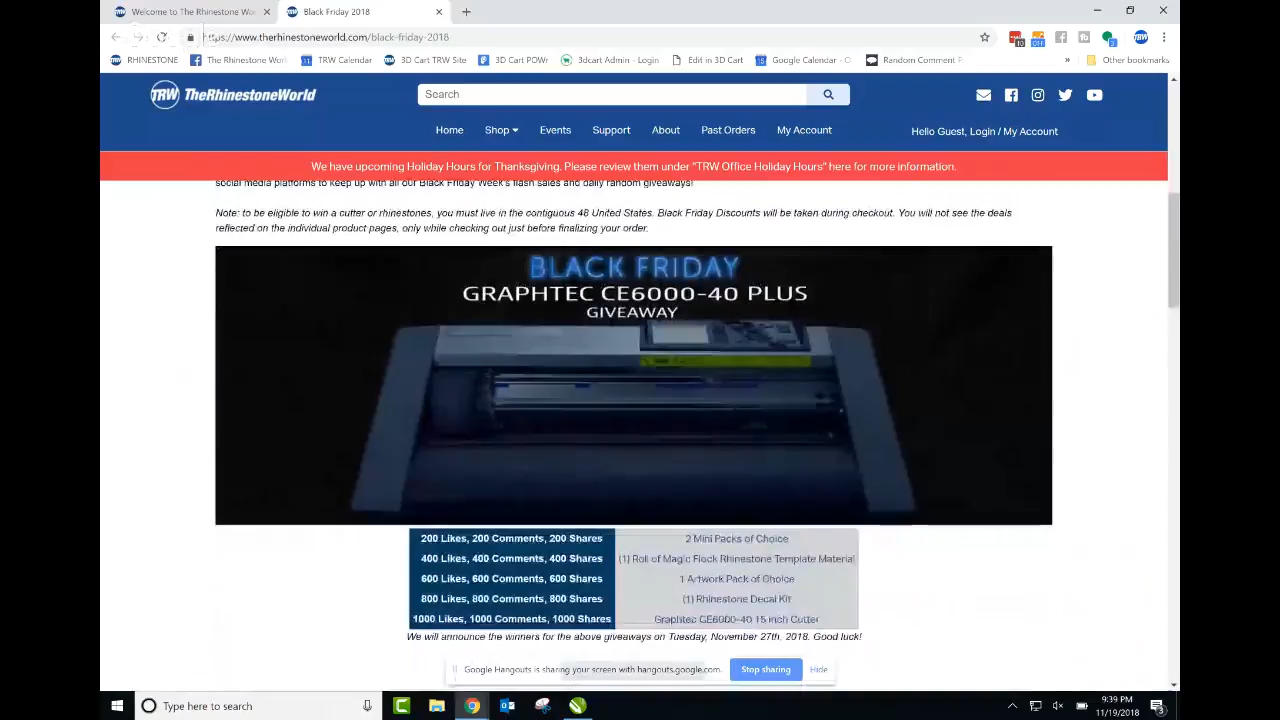 Welcome to The Rhinestone Wo
Black Friday 2018
https://www.therhinestoneworld.com/black-friday-2018
RHINESTONE
The Rhinestone Wor
TRW Calendar
3D Cart TRW Site
3D Cart POWr
3dcart Admin - Login
Edit in 3D Cart
Google Calendar - O
Random Comment P
»
Other bookmarks
10
OFF
TRW TheRhinestoneWorld
Search
Home Shop Events Support About Past Orders My Account
Hello Guest, Login / My Account
We have upcoming Holiday Hours for Thanksgiving. Please review them under "TRW Office Holiday Hours" here for more information.
social media platforms to keep up with all our Black Friday Week's flash sales and daily random giveaways!
Note: to be eligible to win a cutter or rhinestones, you must live in the contiguous 48 United States. Black Friday Discounts will be taken during checkout. You will not see the deals
reflected on the individual product pages, only while checking out just before finalizing your order.
BLACK FRIDAY
GRAPHTEC CE6000-40 PLUS
GIVEAWAY
200 Likes, 200 Comments, 200 Shares 2 Mini Packs of Choice
400 Likes, 400 Comments, 400 Shares (1) Roll of Magic Flock Rhinestone Template Material
600 Likes, 600 Comments, 600 Shares 1 Artwork Pack of Choice
800 Likes, 800 Comments, 800 Shares (1) Rhinestone Decal Kit
1000 Likes, 1000 Comments, 1000 Shares Graphtec CE6000-40 15 inch Cutter
We will announce the winners for the above giveaways on Tuesday, November 27th, 2018. Good luck!
Google Hangouts is sharing your screen with hangouts.google.com. Stop sharing Hide
Type here to search
9:39 PM
11/19/2018
3